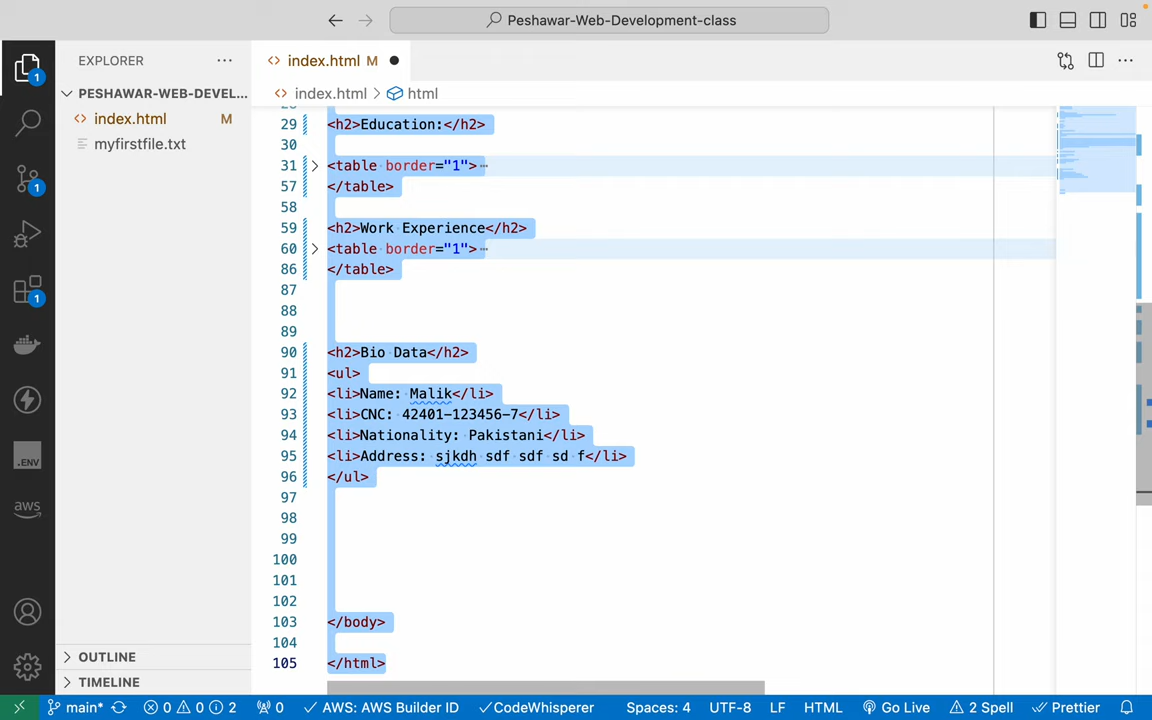 Peshawar-Web-Development-class
1
EXPLORER
PESHAWAR-WEB-DEVEL...
<> index.html M
myfirstfile.txt
OUTLINE
TIMELINE
1
1
.ENV
aws
<> index.html M
<> index.html > html
29 <h2>Education:</h2>
30
31 <table border="1">
57 </table>
58
59 <h2>Work Experience</h2>
60 <table border="1">
86 </table>
87
88
89
90 <h2>Bio Data</h2>
91 <ul>
92 <li>Name: Malik</li>
93 <li>CNC: 42401-123456-7</li>
94 <li>Nationality: Pakistani</li>
95 <li>Address: sjkdh sdf sdf sd f</li>
96 </ul>
97
98
99
100
101
102
103 </body>
104
105 </html>
main* 0 0 2 0 AWS: AWS Builder ID CodeWhisperer Spaces: 4 UTF-8 LF HTML Go Live 2 Spell Prettier